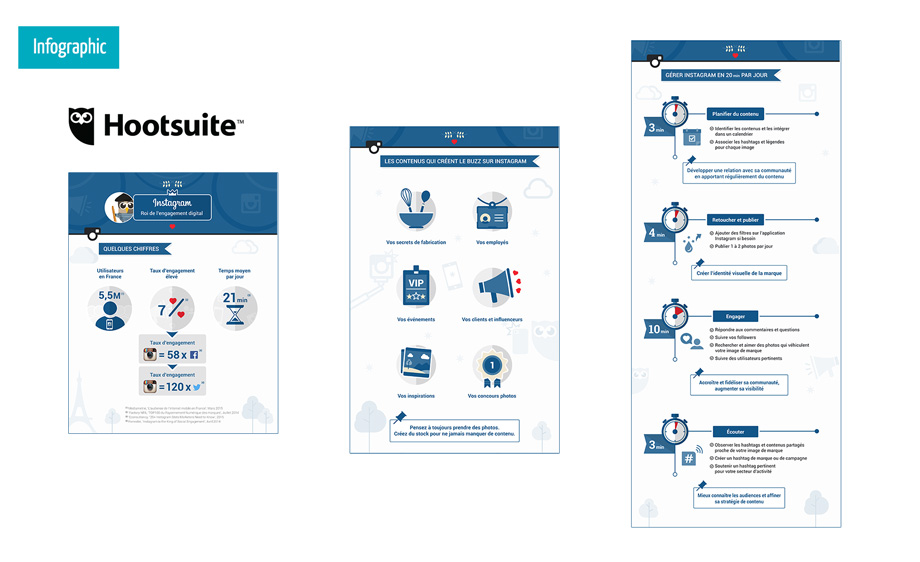 Infographic
Hootsuite™
Instagram
Roi de l'engagement digital
QUELQUES CHIFFRES
Utilisateurs
en France
5,5M
Taux d'engagement
élevé
7%
Temps moyen
par jour
21 min
Taux d'engagement
= 58 x
Taux d'engagement
= 120 x
LES CONTENUS QUI CRÉENT LE BUZZ SUR INSTAGRAM
Vos secrets de fabrication
Vos employés
VIP
Vos événements
Vos clients et influenceurs
1
Vos inspirations
Vos concours photos
Pensez à toujours prendre des photos.
Créez du stock pour ne jamais manquer de contenu.
GÉRER INSTAGRAM EN 20 min PAR JOUR
3 min
Planifier du contenu
Identifier les contenus et les intégrer
dans un calendrier
Associer les hashtags et légendes
pour chaque image
Développer une relation avec sa communauté
en apportant régulièrement du contenu
4 min
Retoucher et publier
Ajouter des filtres sur l'application
Instagram si besoin
Publier 1 à 2 photos par jour
Créer l'identité visuelle de la marque
10 min
Engager
Répondre aux commentaires et questions
Suivre vos followers
Rechercher et aimer des photos qui véhiculent
votre image de marque
Suivre des utilisateurs pertinents
Accroître et fidéliser sa communauté,
augmenter sa visibilité
3 min
Écouter
#
Observer les hashtags et contenus partagés
proche de votre image de marque
Créer un hashtag de marque ou de campagne
Soutenir un hashtag pertinent
pour votre secteur d'activité
Mieux connaître les audiences et affiner
sa stratégie de contenu